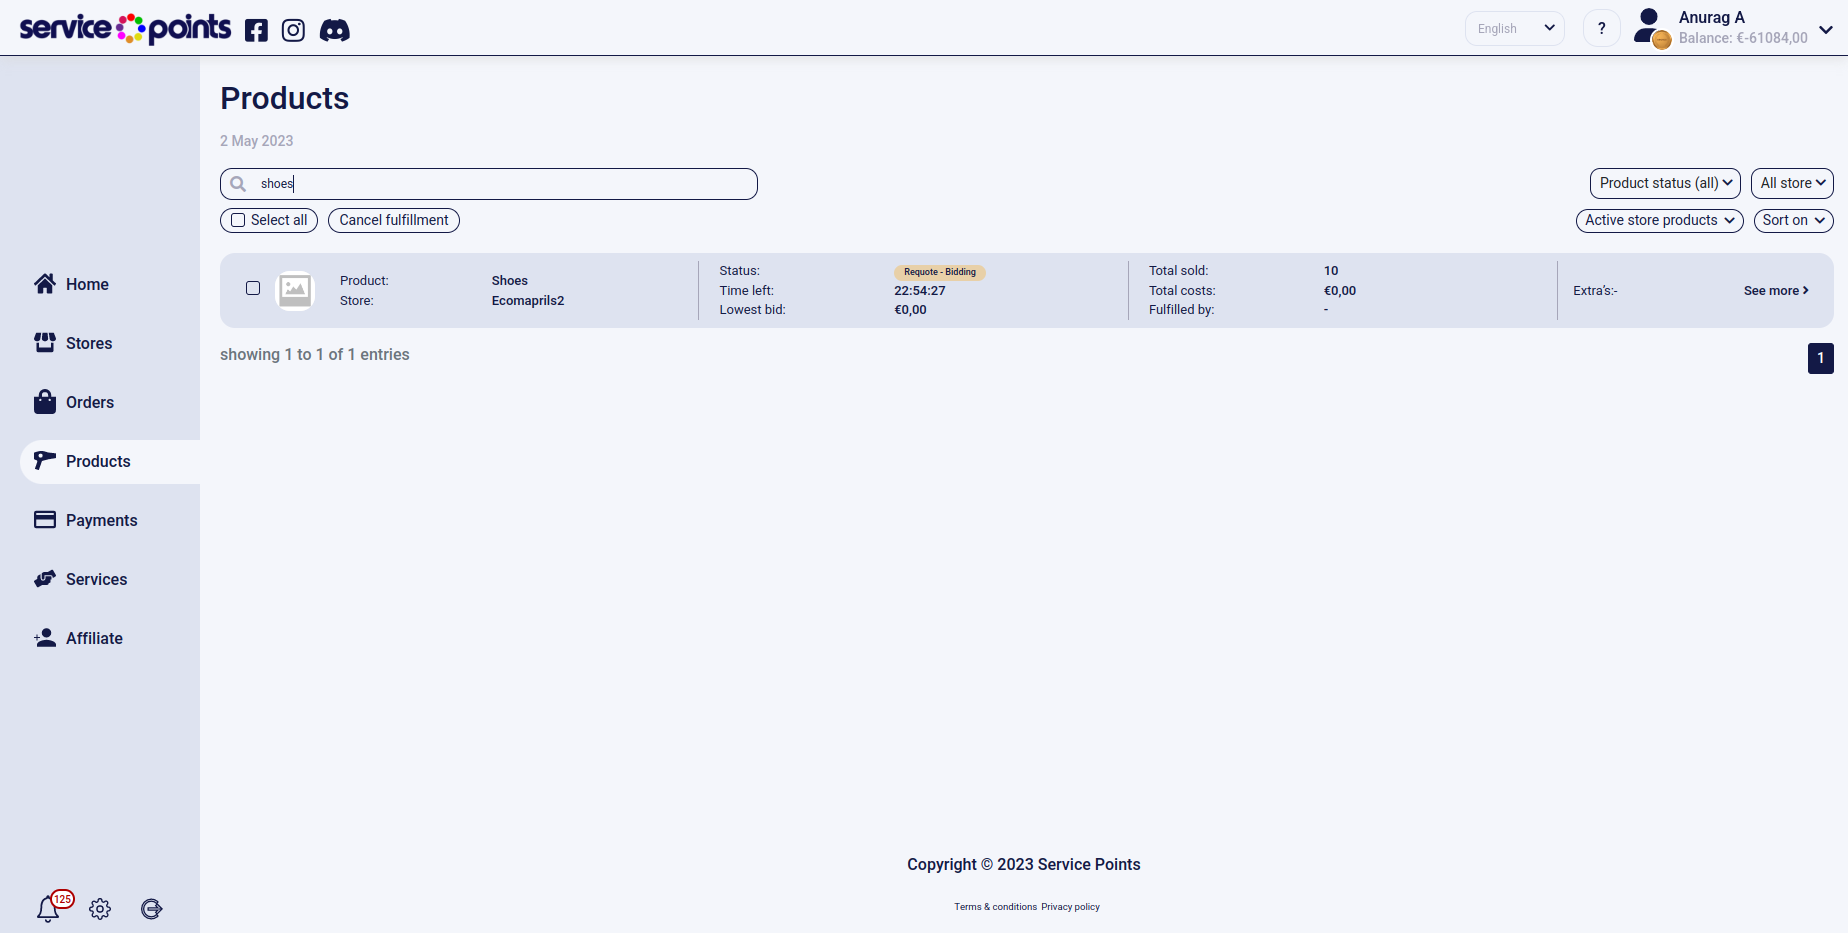 service points
English
?
Anurag A
Balance: €-61084,00
Products
2 May 2023
shoes
Product status (all)
All store
Select all
Cancel fulfillment
Active store products
Sort on
Product:
Shoes
Store:
Ecomaprils2
Status:
Requote - Bidding
Time left:
22:54:27
Lowest bid:
€0,00
Total sold:
10
Total costs:
€0,00
Fulfilled by:
-
Extra's:-
See more
showing 1 to 1 of 1 entries
1
Home
Stores
Orders
Products
Payments
Services
Affiliate
125
Copyright © 2023 Service Points
Terms & conditions Privacy policy